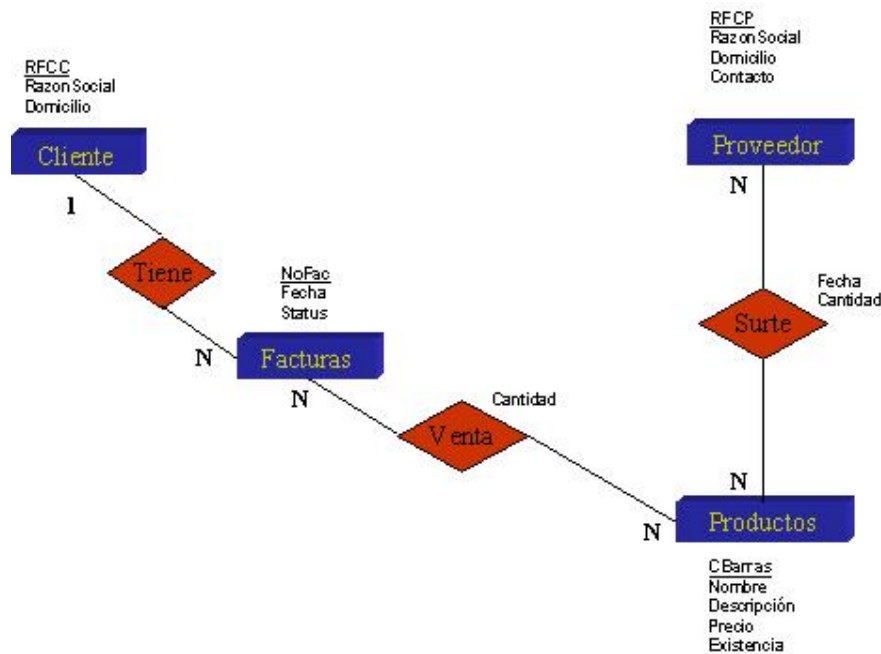 RFCP
Razon Social
Domicilio
Contacto
RFCC
Razon Social
Domicilio
Cliente
Proveedor
1
N
Tiene
NoFac
Fecha
Status
Fecha
Cantidad
Surte
N
Facturas
N
Cantidad
Venta
N
N
Productos
CBarras
Nombre
Descripción
Precio
Existencia